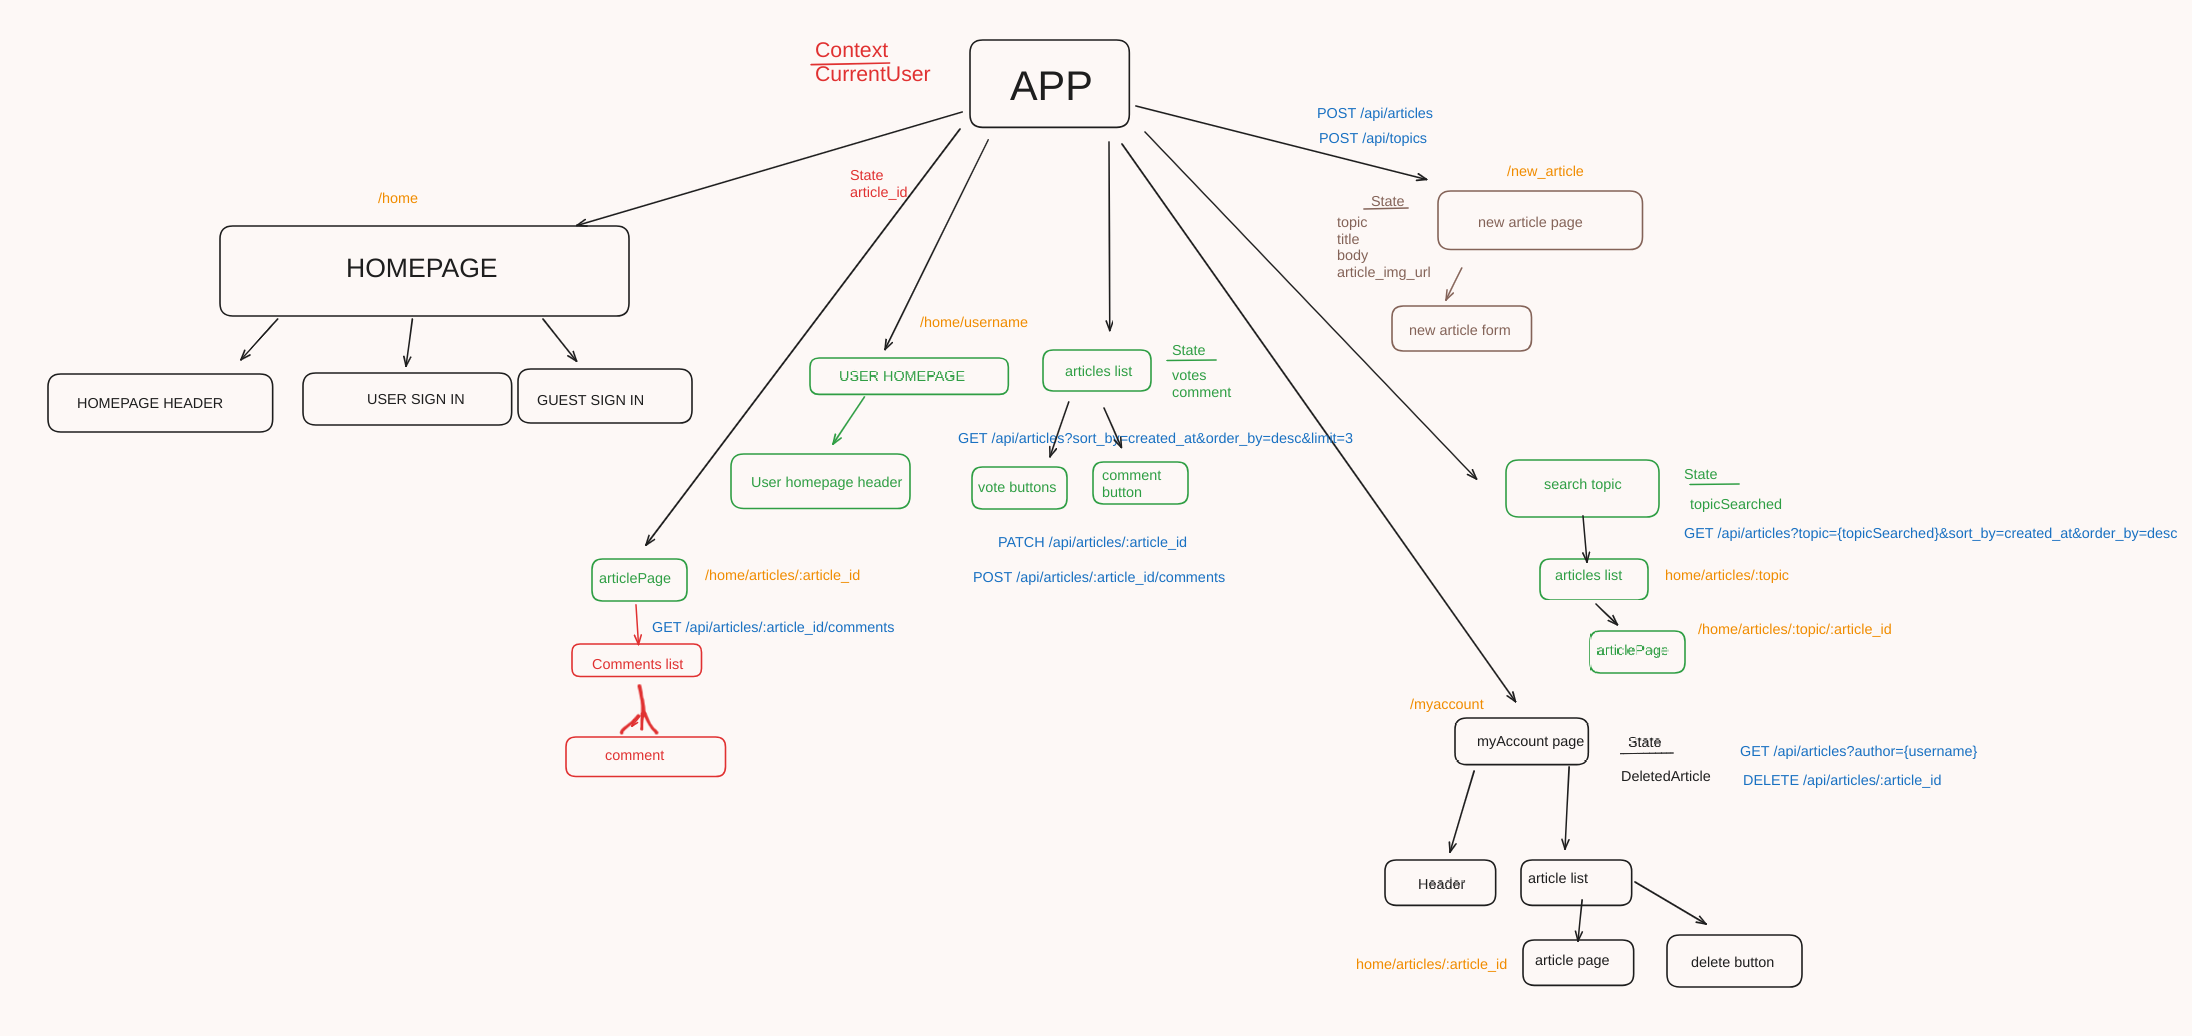 Context
CurrentUser
APP
POST /api/articles
POST /api/topics
/new_article
State
article_id
/home
State
topic
title
body
article_img_url
new article page
HOMEPAGE
new article form
/home/username
USER HOMEPAGE
articles list
State
votes
comment
HOMEPAGE HEADER
USER SIGN IN
GUEST SIGN IN
GET /api/articles?sort_by=created_at&order_by=desc&limit=3
User homepage header
vote buttons
comment
button
search topic
State
topicSearched
GET /api/articles?topic={topicSearched}&sort_by=created_at&order_by=desc
PATCH /api/articles/:article_id
POST /api/articles/:article_id/comments
articlePage
/home/articles/:article_id
articles list
home/articles/:topic
GET /api/articles/:article_id/comments
/home/articles/:topic/:article_id
articlePage
Comments list
comment
/myaccount
myAccount page
State
DeletedArticle
GET /api/articles?author={username}
DELETE /api/articles/:article_id
Header
article list
home/articles/:article_id
article page
delete button